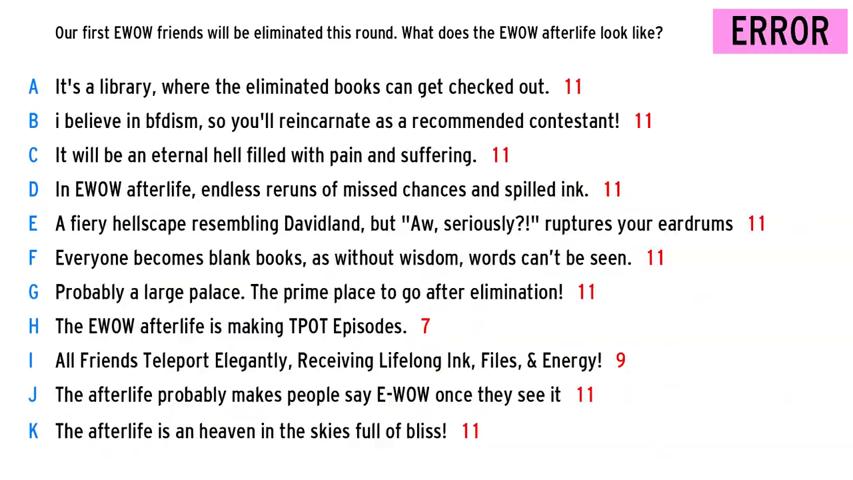 Our first EWOW friends will be eliminated this round. What does the EWOW afterlife look like?
ERROR
A It's a library, where the eliminated books can get checked out. 11
B i believe in bfdism, so you'll reincarnate as a recommended contestant! 11
C It will be an eternal hell filled with pain and suffering. 11
D In EWOW afterlife, endless reruns of missed chances and spilled ink. 11
E A fiery hellscape resembling Davidland, but "Aw, seriously?!" ruptures your eardrums 11
F Everyone becomes blank books, as without wisdom, words can’t be seen. 11
G Probably a large palace. The prime place to go after elimination! 11
H The EWOW afterlife is making TPOT Episodes. 7
I All Friends Teleport Elegantly, Receiving Lifelong Ink, Files, & Energy! 9
J The afterlife probably makes people say E-WOW once they see it 11
K The afterlife is an heaven in the skies full of bliss! 11